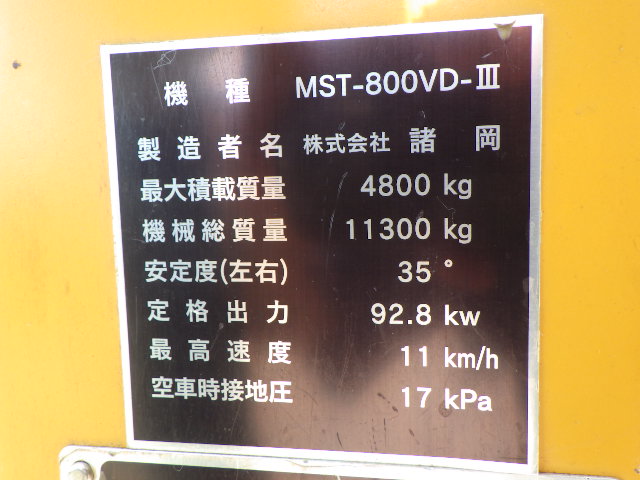 機種 MST-800VD-Ⅲ
製造者名 株式会社 諸岡
最大積載質量 4800 kg
機械総質量 11300 kg
安定度(左右) 35 °
定格出力 92.8 kw
最高速度 11 km/h
空車時接地圧 17 kPa